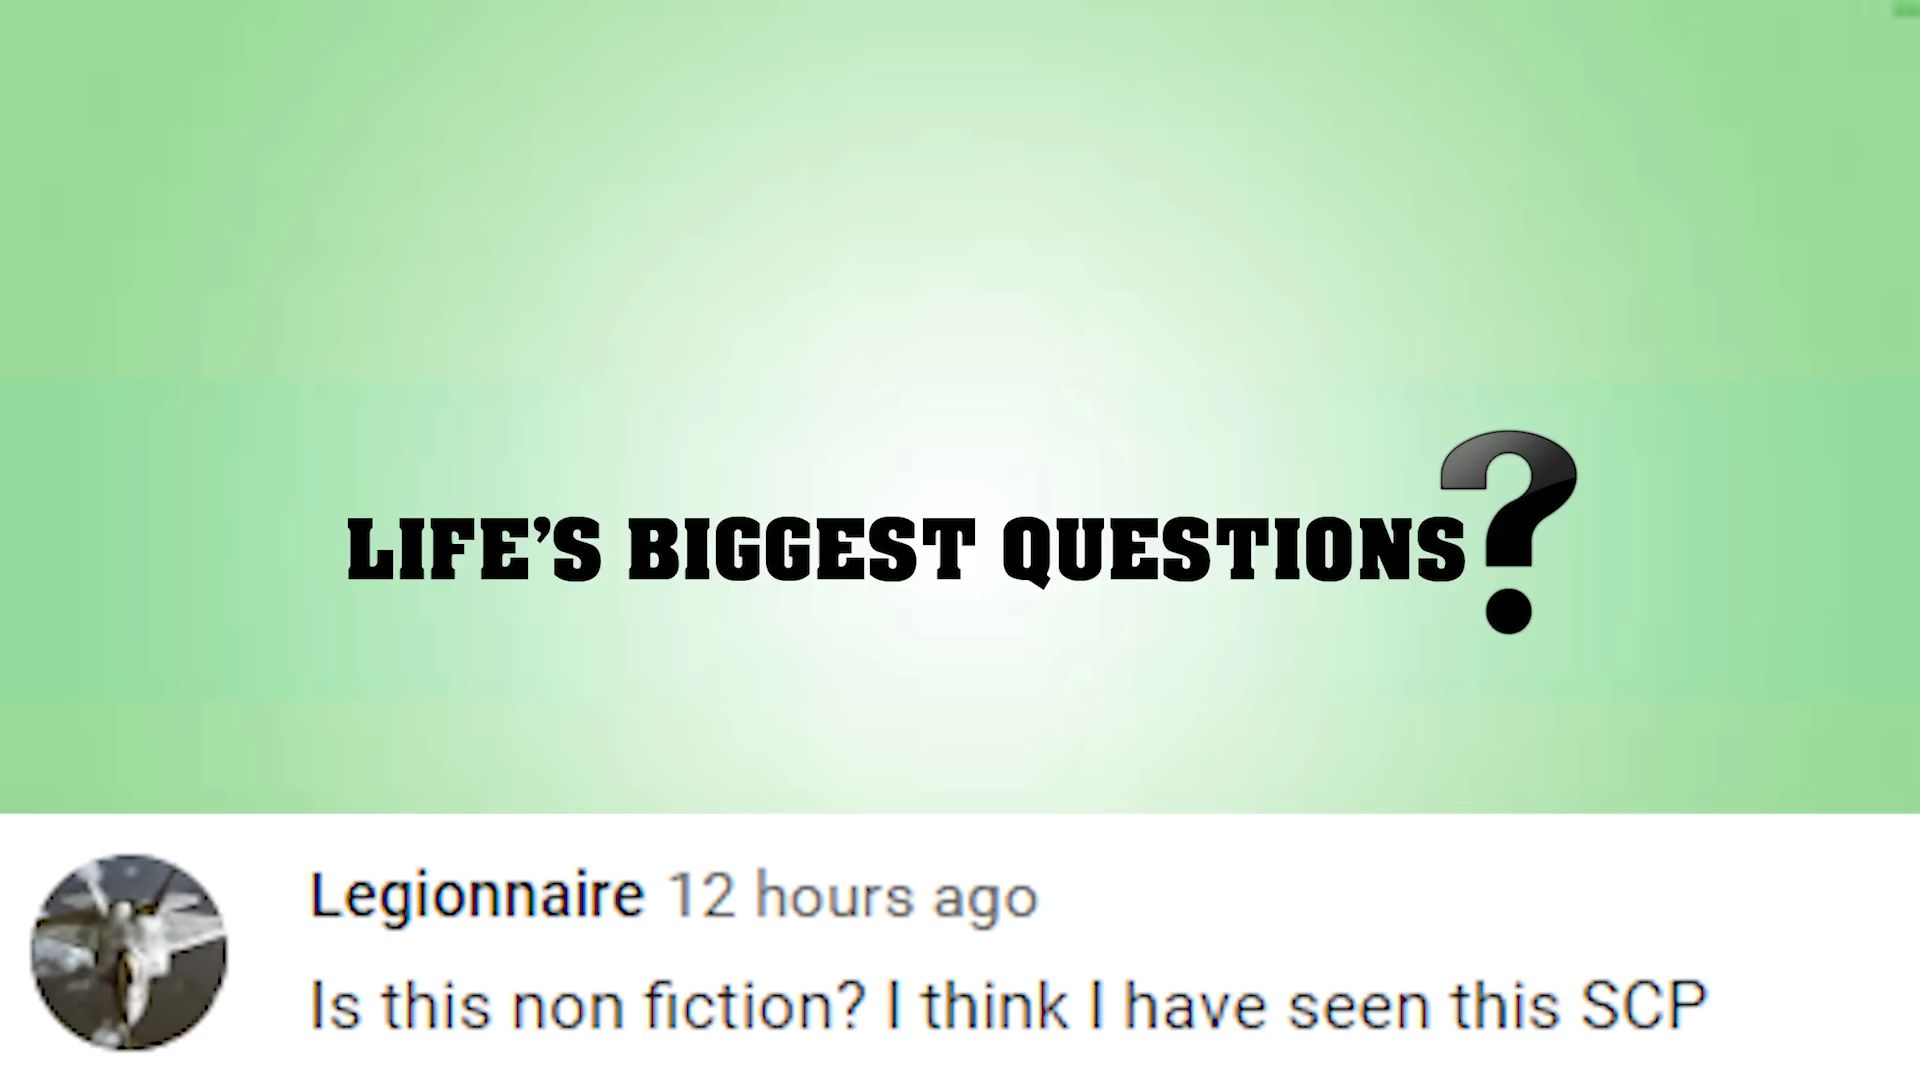 LIFE’S BIGGEST QUESTIONS?
Legionnaire 12 hours ago
Is this non fiction? I think I have seen this SCP